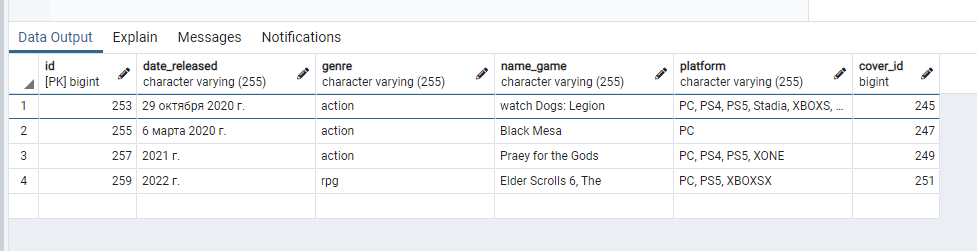 Data Output Explain Messages Notifications
id date_released genre name_game platform cover_id
[PK] bigint character varying (255) character varying (255) character varying (255) character varying (255) bigint
1 253 29 октября 2020 г. action watch Dogs: Legion PC, PS4, PS5, Stadia, XBOXS, ... 245
2 255 6 марта 2020 г. action Black Mesa PC 247
3 257 2021 г. action Praey for the Gods PC, PS4, PS5, XONE 249
4 259 2022 г. rpg Elder Scrolls 6, The PC, PS5, XBOXSX 251